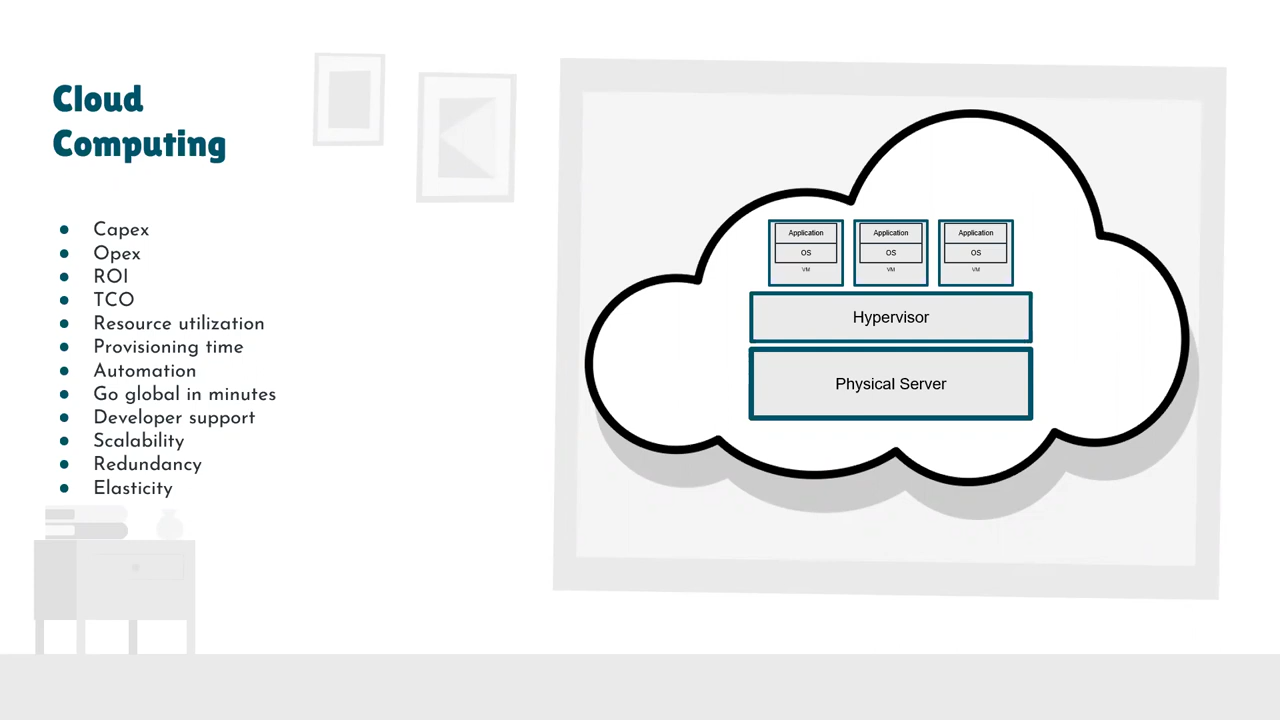 Cloud
Computing
Capex
Opex
ROI
TCO
Resource utilization
Provisioning time
Automation
Go global in minutes
Developer support
Scalability
Redundancy
Elasticity
Application Application Application
OS OS OS
VM VM VM
Hypervisor
Physical Server